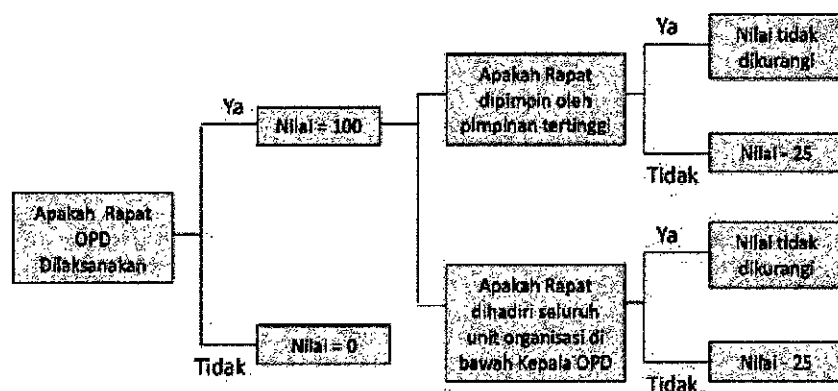 Apakah Rapat
OPD
Dilaksanakan
Ya
Nilai = 100
Tidak
Nilai = 0
Apakah Rapat
dipimpin oleh
pimpinan tertinggi
Ya
Nilai tidak
dikurangi
Tidak
Nilai - 25
Apakah Rapat
dihadiri seluruh
unit organisasi di
bawah Kepala OPD
Ya
Nilai tidak
dikurangi
Tidak
Nilai - 25